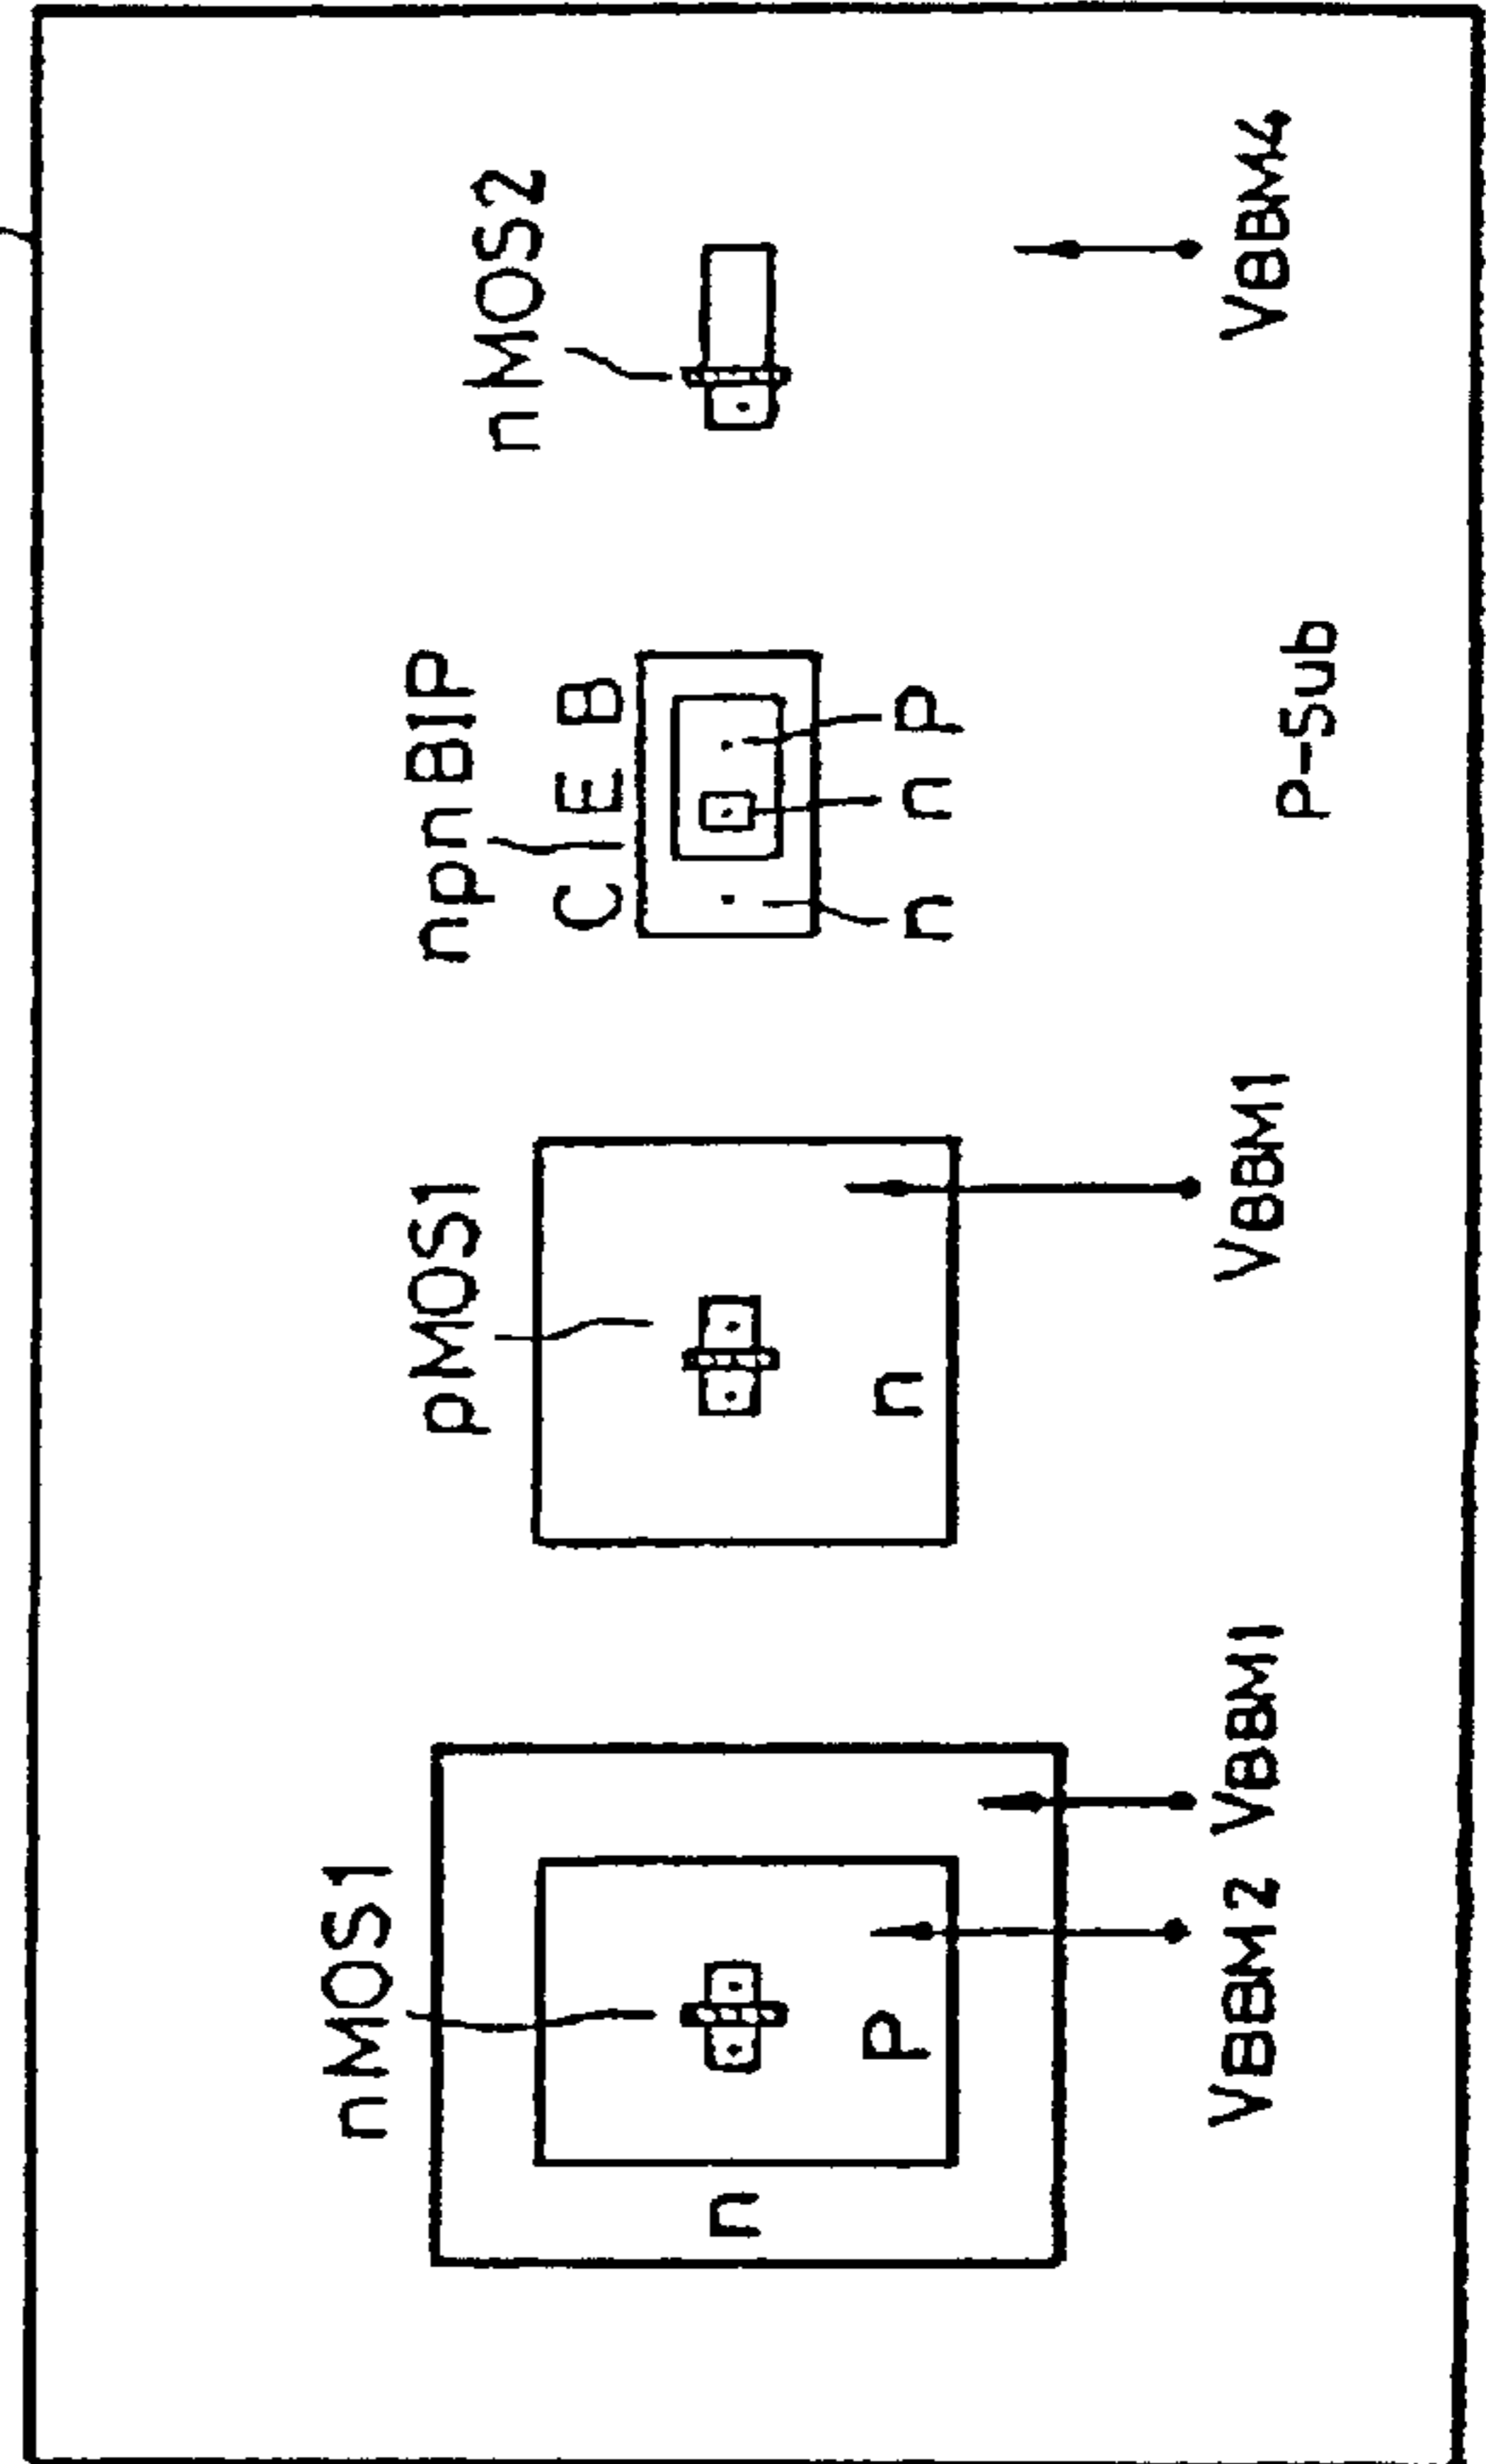 nMOS1
pMOS1
npnBIP
nMOS2
C E B
n
P
n
n n P
VBBM2 VBBM1
VBBM1
VBBM4
P-Sub